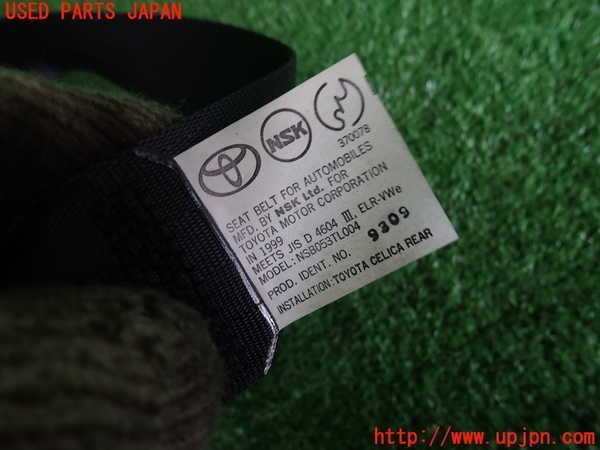 USED PARTS JAPAN
NSK
370078
SEAT BELT FOR AUTOMOBILES
MFD. BY NSK Ltd. FOR
TOYOTA MOTOR CORPORATION
IN 1999
MEETS JIS D 4604 III, ELR-VWe
MODEL: NSB053TL004
PROD. IDENT. NO. 9309
INSTALLATION: TOYOTA CELICA REAR
http://www.upjpn.com/